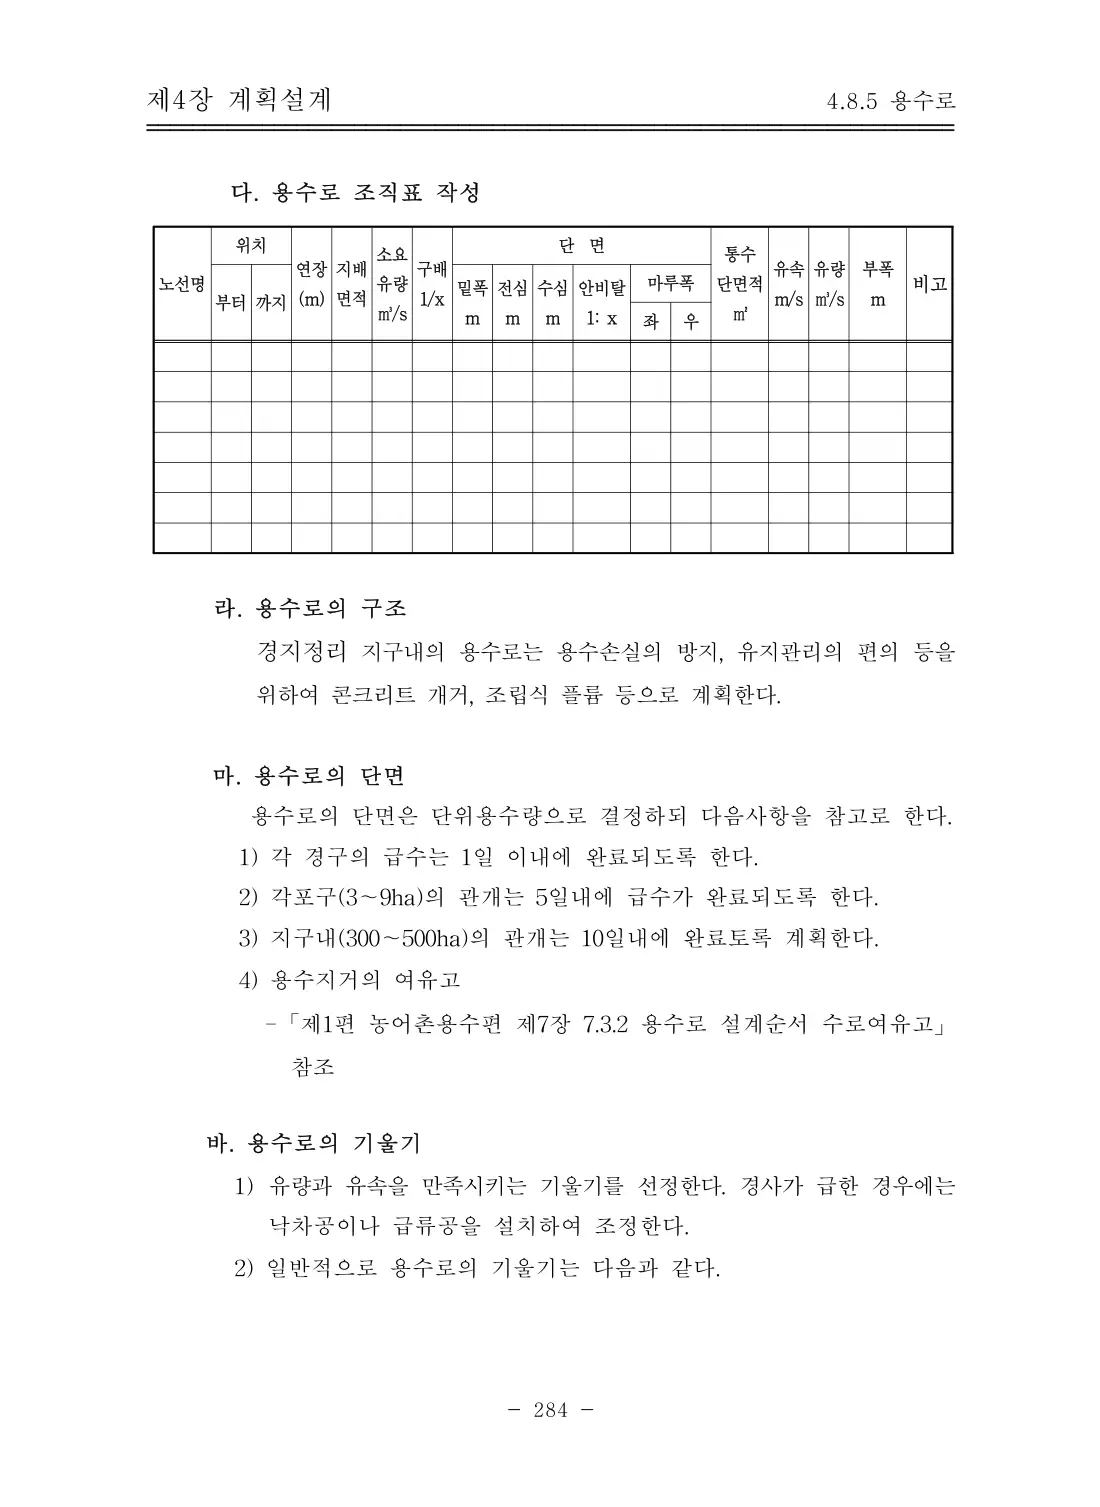 제4장 계획설계
4.8.5 용수로
다. 용수로 조직표 작성
노선명
위치
부터
까지
연장
(m)
지배
면적
소요
유량
㎥/s
구배
1/x
단 면
밑폭
m
전심
m
수심
m
안비탈
1: x
마루폭
좌
우
통수
단면적
㎡
유속
m/s
유량
㎥/s
부폭
m
비고
라. 용수로의 구조
경지정리 지구내의 용수로는 용수손실의 방지, 유지관리의 편의 등을
위하여 콘크리트 개거, 조립식 플륨 등으로 계획한다.
마. 용수로의 단면
용수로의 단면은 단위용수량으로 결정하되 다음사항을 참고로 한다.
1) 각 경구의 급수는 1일 이내에 완료되도록 한다.
2) 각포구(3～9ha)의 관개는 5일내에 급수가 완료되도록 한다.
3) 지구내(300～500ha)의 관개는 10일내에 완료토록 계획한다.
4) 용수지거의 여유고
-「제1편 농어촌용수편 제7장 7.3.2 용수로 설계순서 수로여유고」
참조
바. 용수로의 기울기
1) 유량과 유속을 만족시키는 기울기를 선정한다. 경사가 급한 경우에는
낙차공이나 급류공을 설치하여 조정한다.
2) 일반적으로 용수로의 기울기는 다음과 같다.
- 284 -